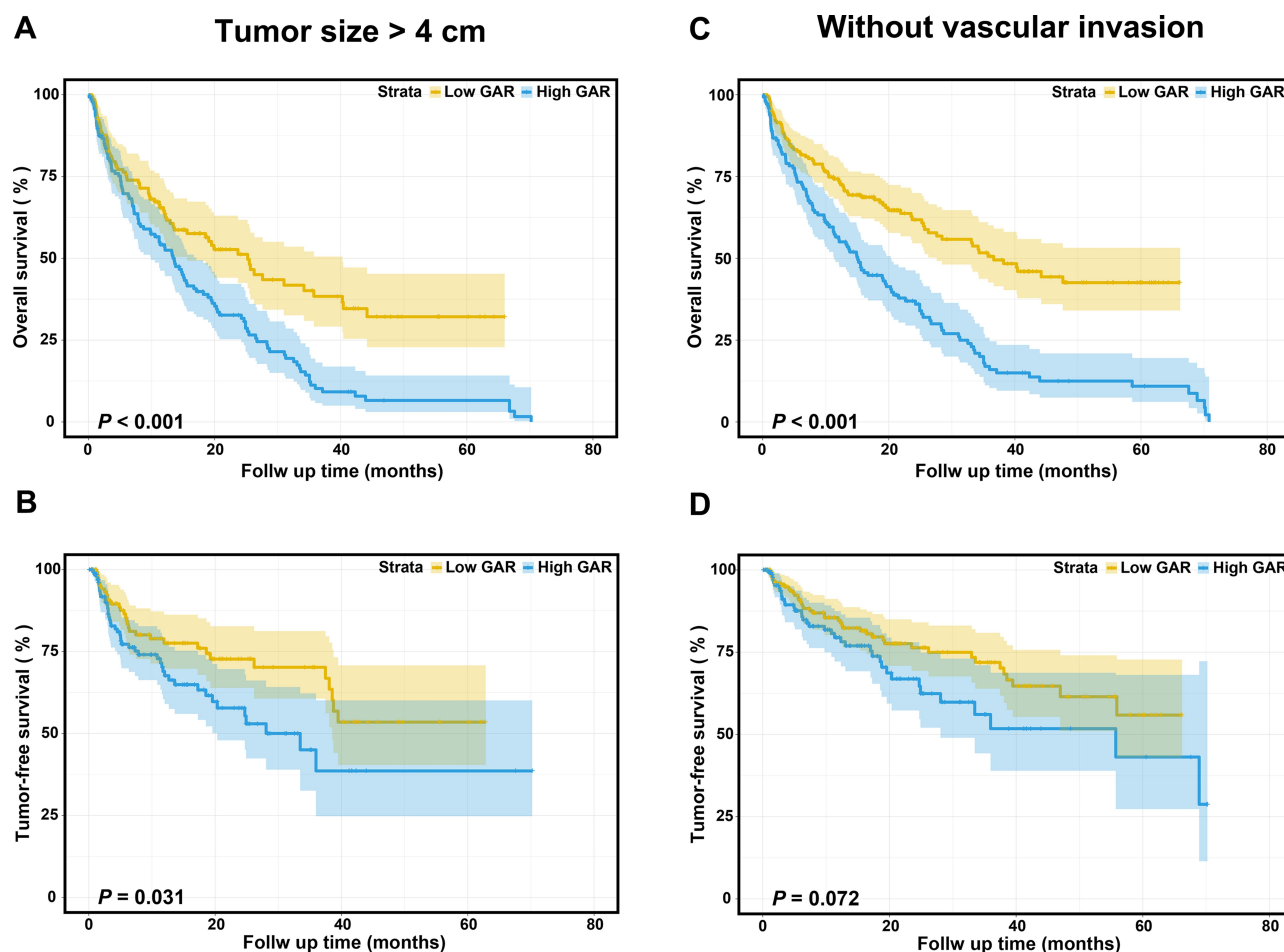 A
Tumor size > 4 cm
Strata Low GAR High GAR
100
75
50
25
0
Overall survival ( % )
P < 0.001
0 20 40 60 80
Follw up time (months)
B
Strata Low GAR High GAR
100
75
50
25
0
Tumor-free survival ( % )
P = 0.031
0 20 40 60 80
Follw up time (months)
C
Without vascular invasion
Strata Low GAR High GAR
100
75
50
25
0
Overall survival ( % )
P < 0.001
0 20 40 60 80
Follw up time (months)
D
Strata Low GAR High GAR
100
75
50
25
0
Tumor-free survival ( % )
P = 0.072
0 20 40 60 80
Follw up time (months)